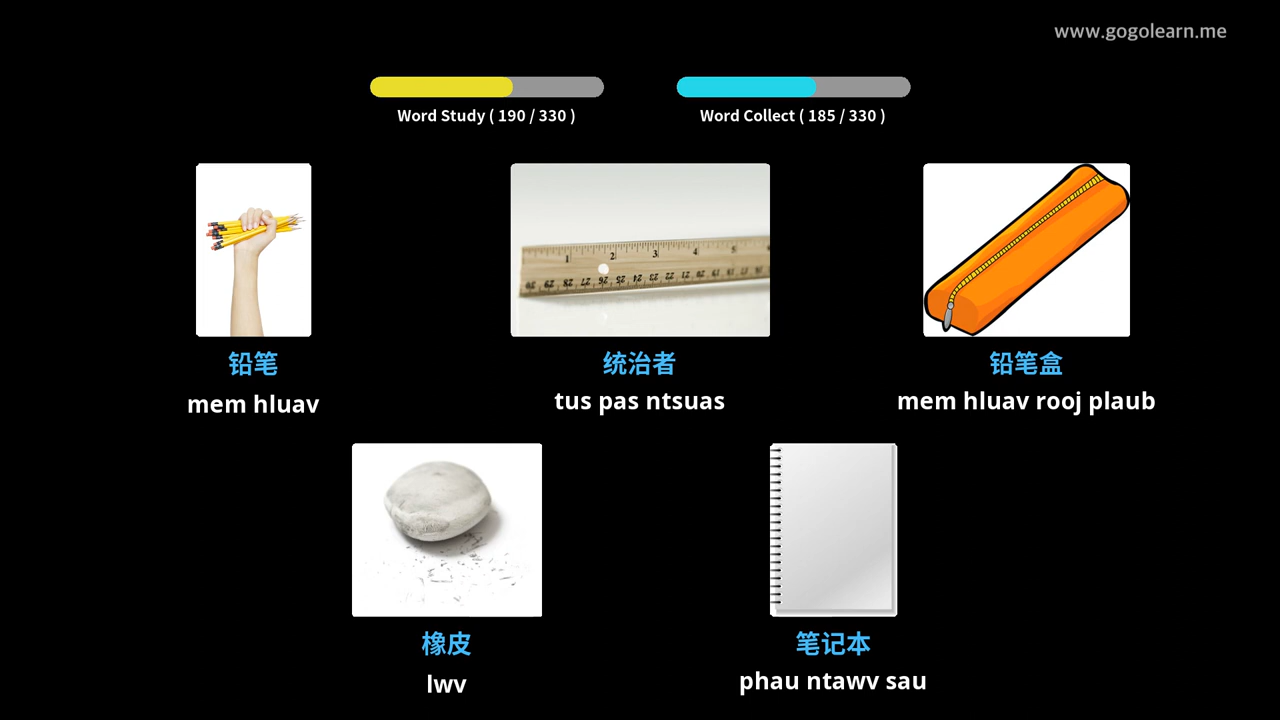 www.gogolearn.me
Word Study ( 190 / 330 )
Word Collect ( 185 / 330 )
铅笔
mem hluav
统治者
tus pas ntsuas
铅笔盒
mem hluav rooj plaub
橡皮
lwv
笔记本
phau ntawv sau